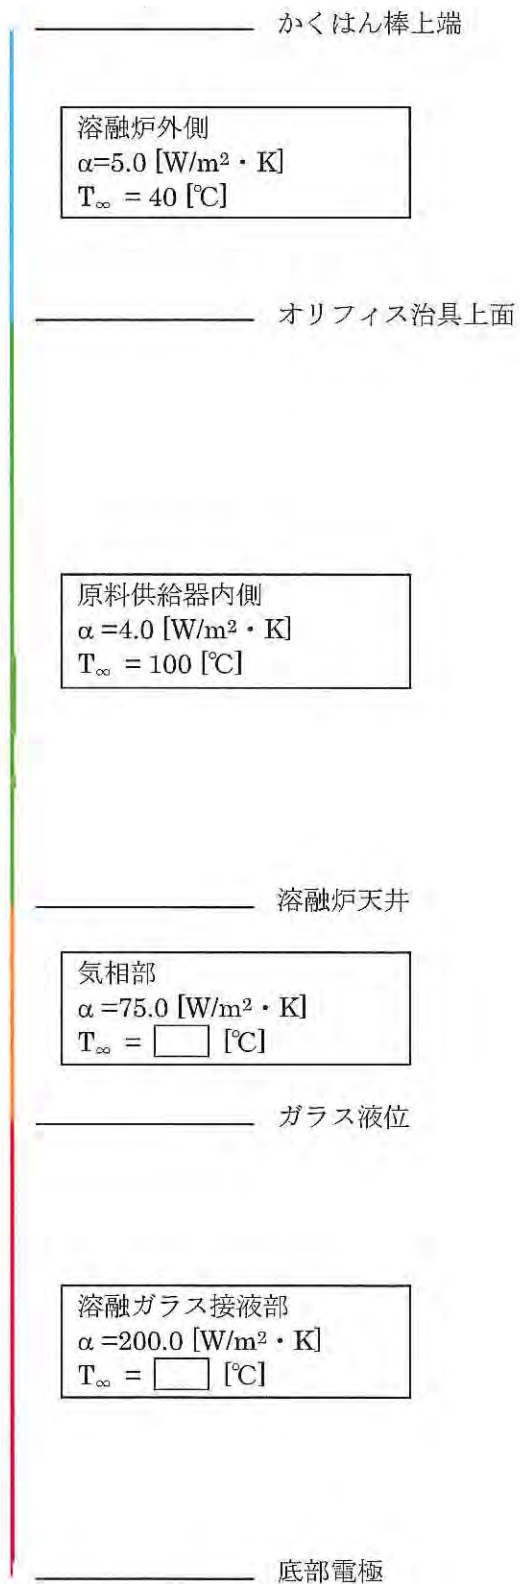 かくはん棒上端
溶融炉外側
α=5.0 [W/m²・K]
T∞ = 40 [℃]
オリフィス治具上面
原料供給器内側
α =4.0 [W/m²・K]
T∞ = 100 [℃]
溶融炉天井
気相部
α =75.0 [W/m²・K]
T∞ = [℃]
ガラス液位
溶融ガラス接液部
α =200.0 [W/m²・K]
T∞ = [℃]
底部電極